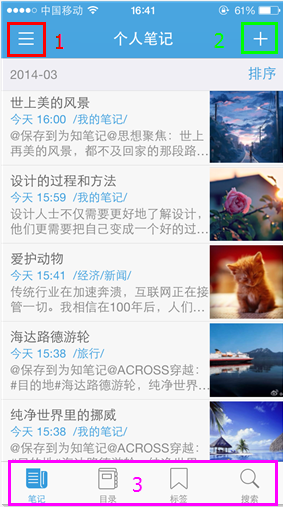 中国移动 16:41 61%
1 个人笔记 2
2014-03 排序
世上美的风景
今天 16:00 /我的笔记/
@保存到为知笔记@思想聚焦：世上
再美的风景，都不及回家的那段路...
设计的过程和方法
今天 15:59 /我的笔记/
设计人士不仅需要更好地了解设计，
他们更需要把自己变成一个好的过...
爱护动物
今天 15:41 /经济/新闻/
传统行业在加速奔溃，互联网正在接
管一切。我相信在100年后，人们...
海达路德游轮
今天 15:38 /旅行/
@保存到为知笔记@ACROSS穿越：
#目的地#海达路德游轮，纯净世界...
纯净世界里的挪威
今天 15:38 /我的笔记/
@保存到为知笔记@ACROSS穿越：
3
笔记 目录 标签 搜索